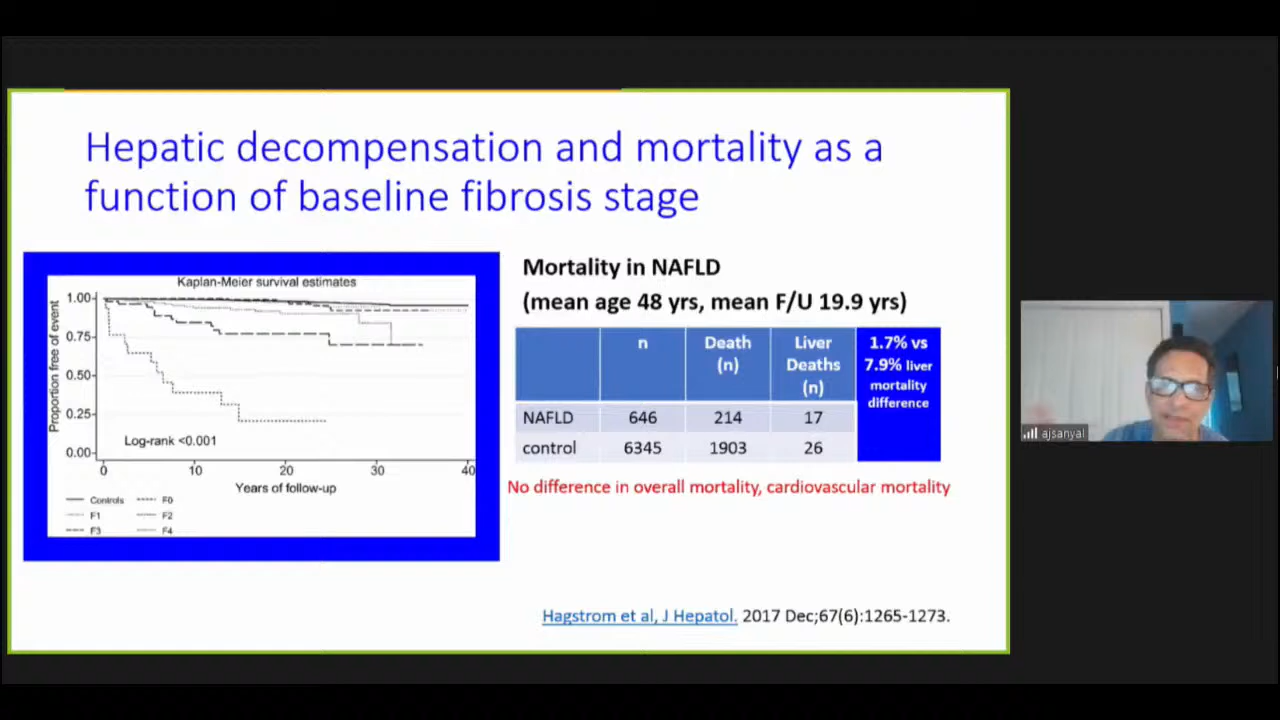 Hepatic decompensation and mortality as a
function of baseline fibrosis stage
Kaplan-Meier survival estimates
Proportion free of event
1.00
0.75
0.50
0.25
0.00
Log-rank <0.001
0 10 20 30 40
Years of follow-up
Controls F0
F1 F2
F3 F4
Mortality in NAFLD
(mean age 48 yrs, mean F/U 19.9 yrs)
n Death (n) Liver Deaths (n)
NAFLD 646 214 17
control 6345 1903 26
1.7% vs
7.9% liver
mortality
difference
No difference in overall mortality, cardiovascular mortality
Hagstrom et al, J Hepatol. 2017 Dec;67(6):1265-1273.
ajsanyal